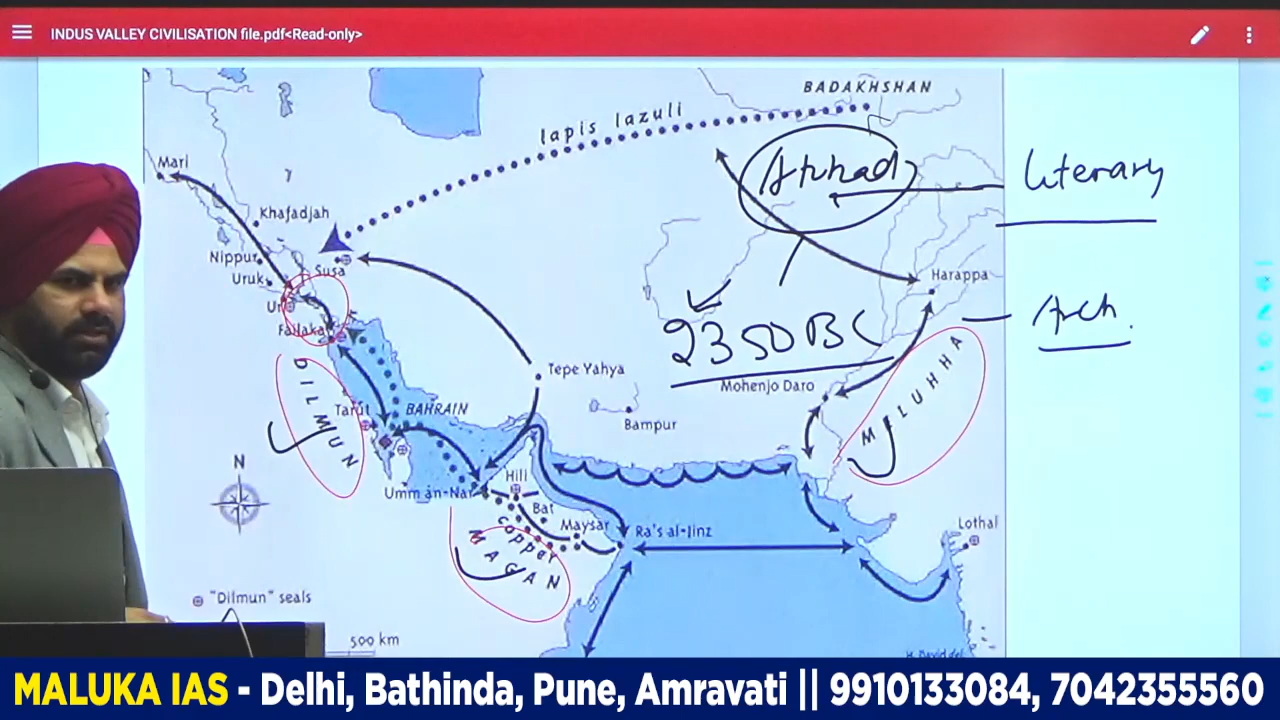 INDUS VALLEY CIVILISATION file.pdf<Read-only>
BADAKHSHAN
lapis lazuli
Akkad
Literary
Mari
Khafadjah
Nippur
Uruk
Susa
Ur
Failaka
Harappa
Arch.
2350 BC
Tepe Yahya
Mohenjo Daro
MELUHHA
DILMUN
Tarut
BAHRAIN
Bampur
N
Umm an-Nar
Hili
Bat
Maysar
Ra's al-Jinz
Lothal
copper
MAGAN
"Dilmun" seals
500 km
H. David del.
MALUKA IAS - Delhi, Bathinda, Pune, Amravati || 9910133084, 7042355560